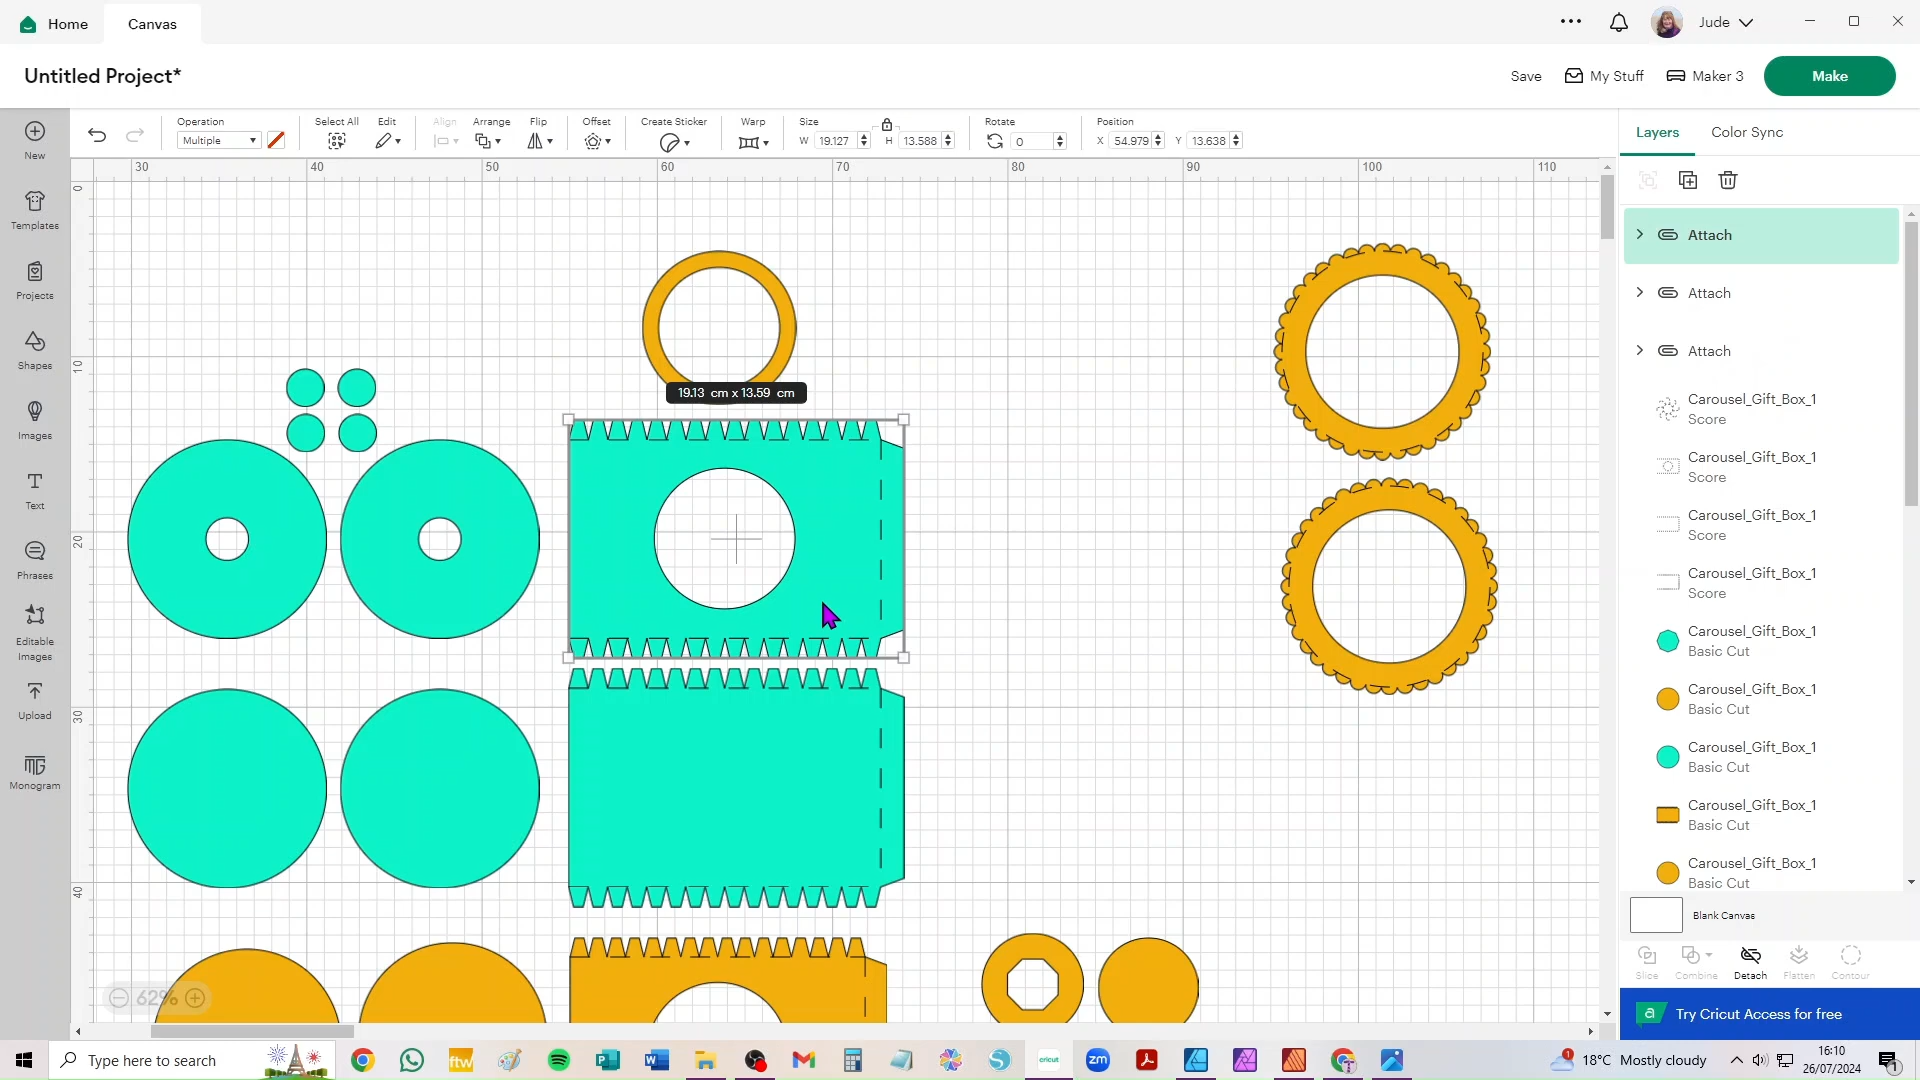 Home
Canvas
Jude
Untitled Project*
Save
My Stuff
Maker 3
Make
Operation
Multiple
Select All
Edit
Align
Arrange
Flip
Offset
Create Sticker
Warp
Size
W 19.127
H 13.588
Rotate
0
Position
X 54.979
Y 13.638
Layers
Color Sync
New
Templates
Projects
Shapes
Images
Text
Phrases
Editable
Images
Upload
Monogram
30 40 50 60 70 80 90 100 110
0
10
20
30
40
19.13 cm x 13.59 cm
62%
Attach
Attach
Attach
Carousel_Gift_Box_1
Score
Carousel_Gift_Box_1
Score
Carousel_Gift_Box_1
Score
Carousel_Gift_Box_1
Score
Carousel_Gift_Box_1
Basic Cut
Carousel_Gift_Box_1
Basic Cut
Carousel_Gift_Box_1
Basic Cut
Carousel_Gift_Box_1
Basic Cut
Carousel_Gift_Box_1
Basic Cut
Blank Canvas
Slice
Combine
Detach
Flatten
Contour
a
Try Cricut Access for free
Type here to search
ftw
cricut
zm
1
18°C Mostly cloudy
16:10
26/07/2024
1